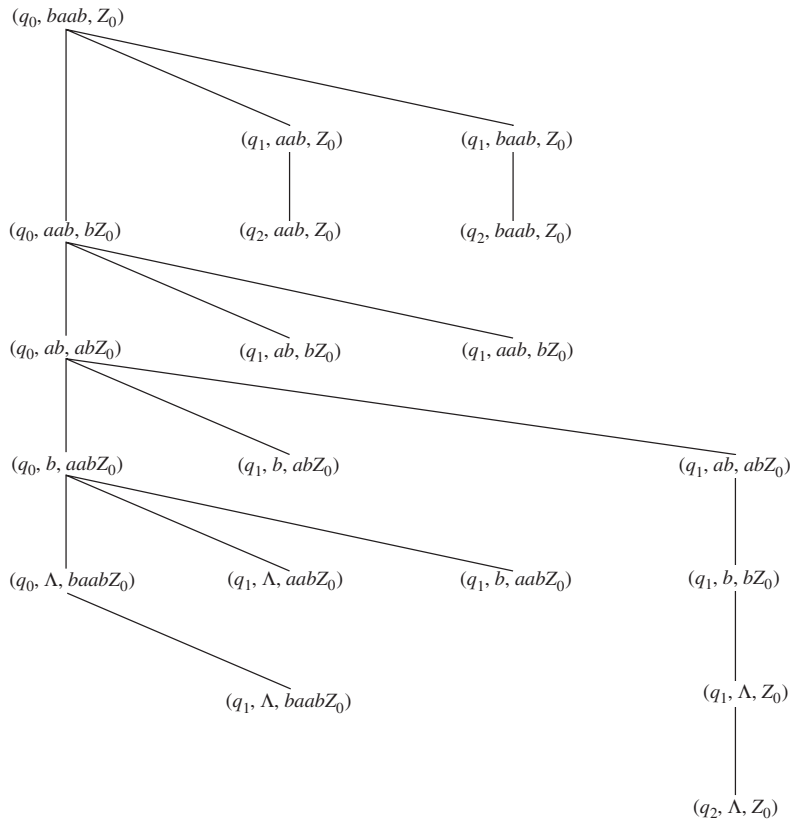 (q₀, baab, Z₀)
(q₁, aab, Z₀) (q₁, baab, Z₀)
(q₀, aab, bZ₀) (q₂, aab, Z₀) (q₂, baab, Z₀)
(q₀, ab, abZ₀) (q₁, ab, bZ₀) (q₁, aab, bZ₀)
(q₀, b, aabZ₀) (q₁, b, abZ₀) (q₁, ab, abZ₀)
(q₀, Λ, baabZ₀) (q₁, Λ, aabZ₀) (q₁, b, aabZ₀) (q₁, b, bZ₀)
(q₁, Λ, baabZ₀) (q₁, Λ, Z₀)
(q₂, Λ, Z₀)